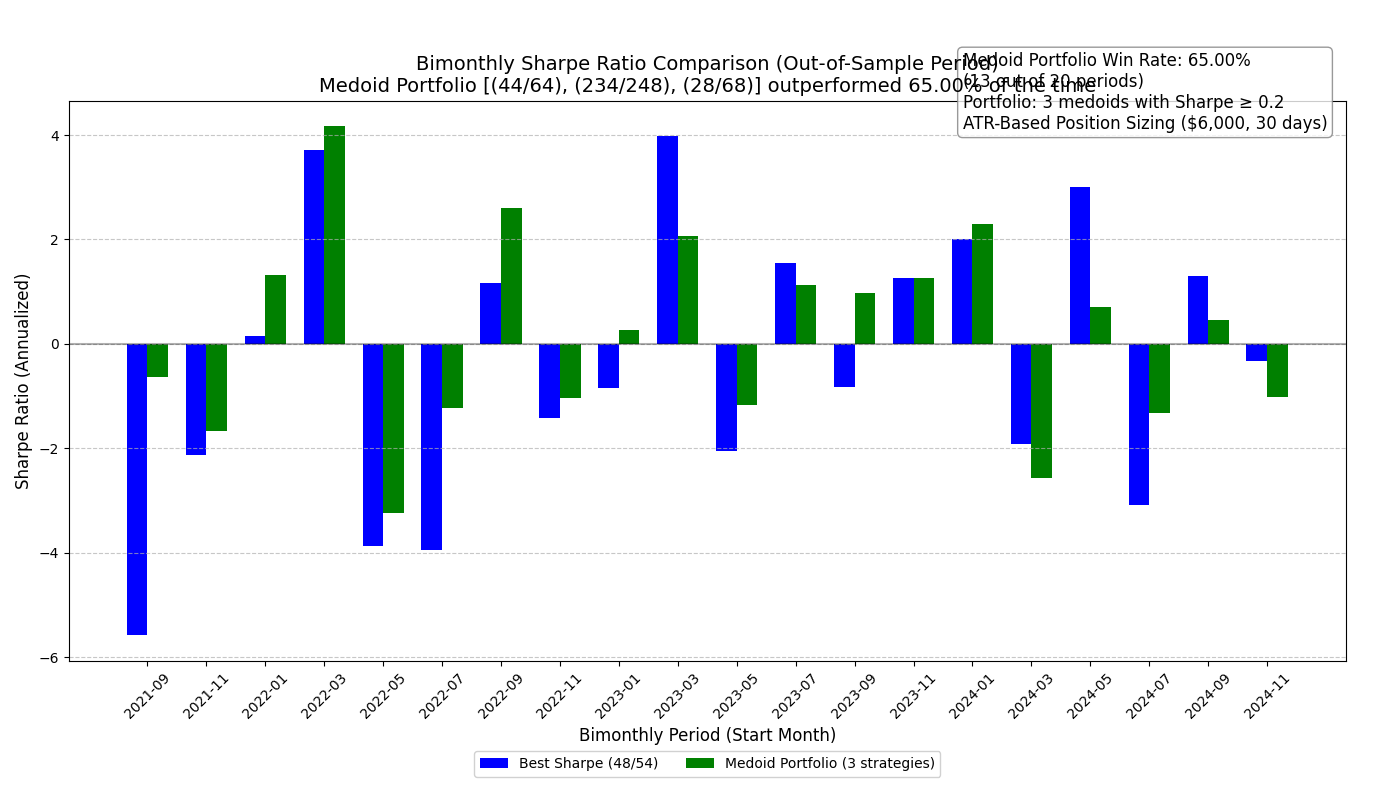 Bimonthly Sharpe Ratio Comparison (Out-of-Sample Period)
Medoid Portfolio [(44/64), (234/248), (28/68)] outperformed 65.00% of the time
Medoid Portfolio Win Rate: 65.00%
(13 out of 20 periods)
Portfolio: 3 medoids with Sharpe ≥ 0.2
ATR-Based Position Sizing ($6,000, 30 days)
Sharpe Ratio (Annualized)
4
2
0
−2
−4
−6
2021-09
2021-11
2022-01
2022-03
2022-05
2022-07
2022-09
2022-11
2023-01
2023-03
2023-05
2023-07
2023-09
2023-11
2024-01
2024-03
2024-05
2024-07
2024-09
2024-11
Bimonthly Period (Start Month)
Best Sharpe (48/54)
Medoid Portfolio (3 strategies)